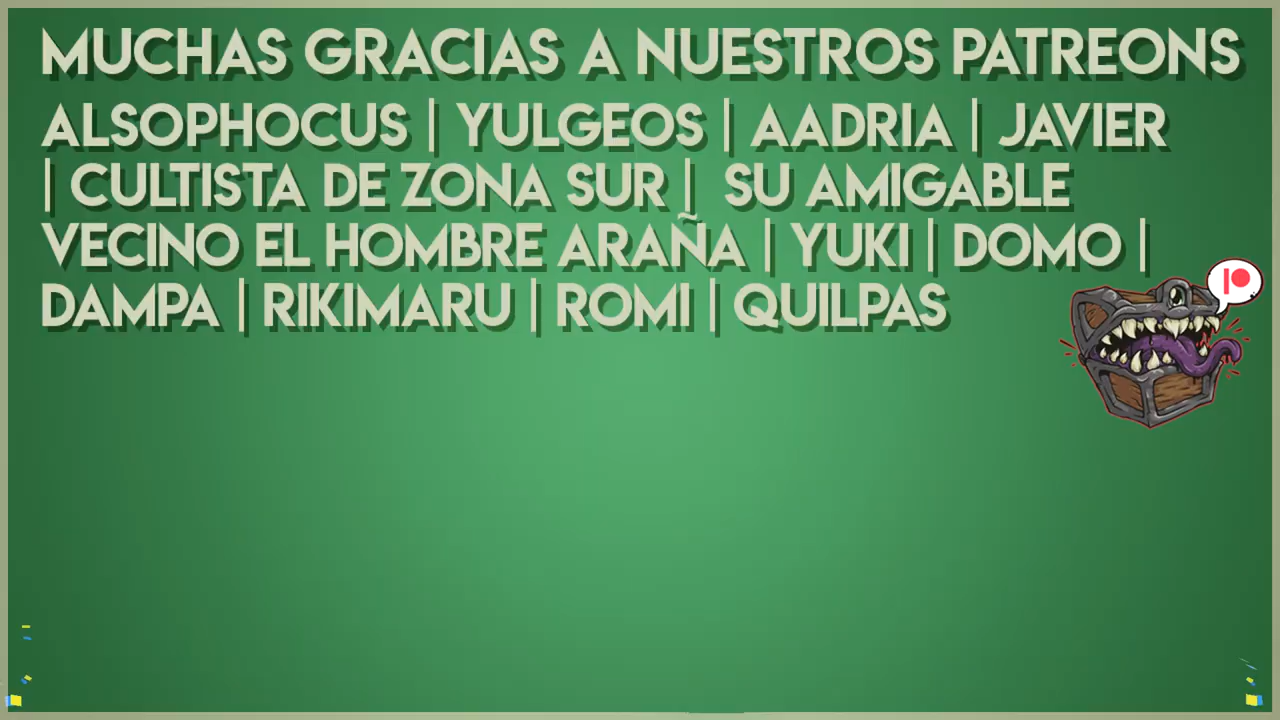 MUCHAS GRACIAS A NUESTROS PATREONS
ALSOPHOCUS | YULGEOS | AADRIA | JAVIER
| CULTISTA DE ZONA SUR | SU AMIGABLE
VECINO EL HOMBRE ARAÑA | YUKI | DOMO |
DAMPA | RIKIMARU | ROMI | QUILPAS